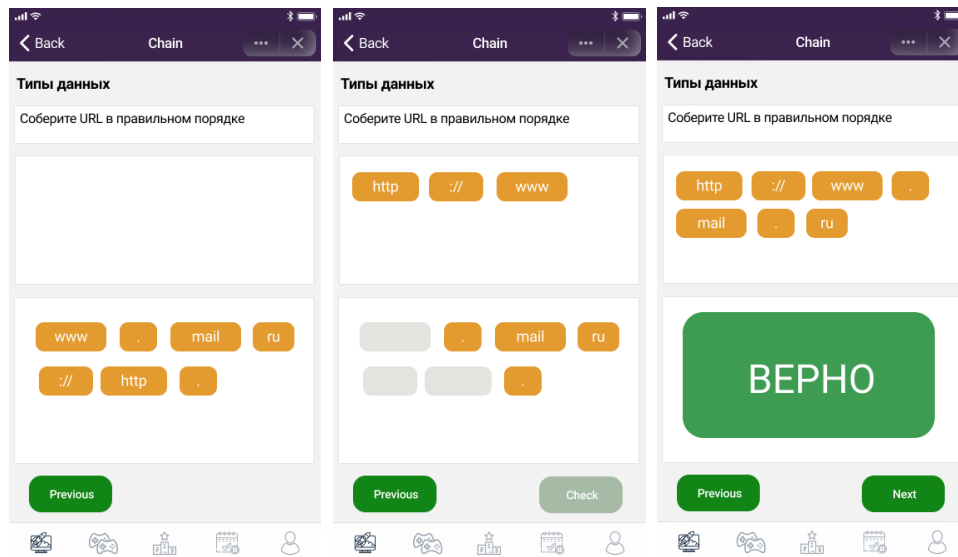 Back Chain
Типы данных
Соберите URL в правильном порядке
www . mail ru
:// http .
Previous
Back Chain
Типы данных
Соберите URL в правильном порядке
http :// www
. mail ru
.
Previous Check
Back Chain
Типы данных
Соберите URL в правильном порядке
http :// www .
mail . ru
ВЕРНО
Previous Next